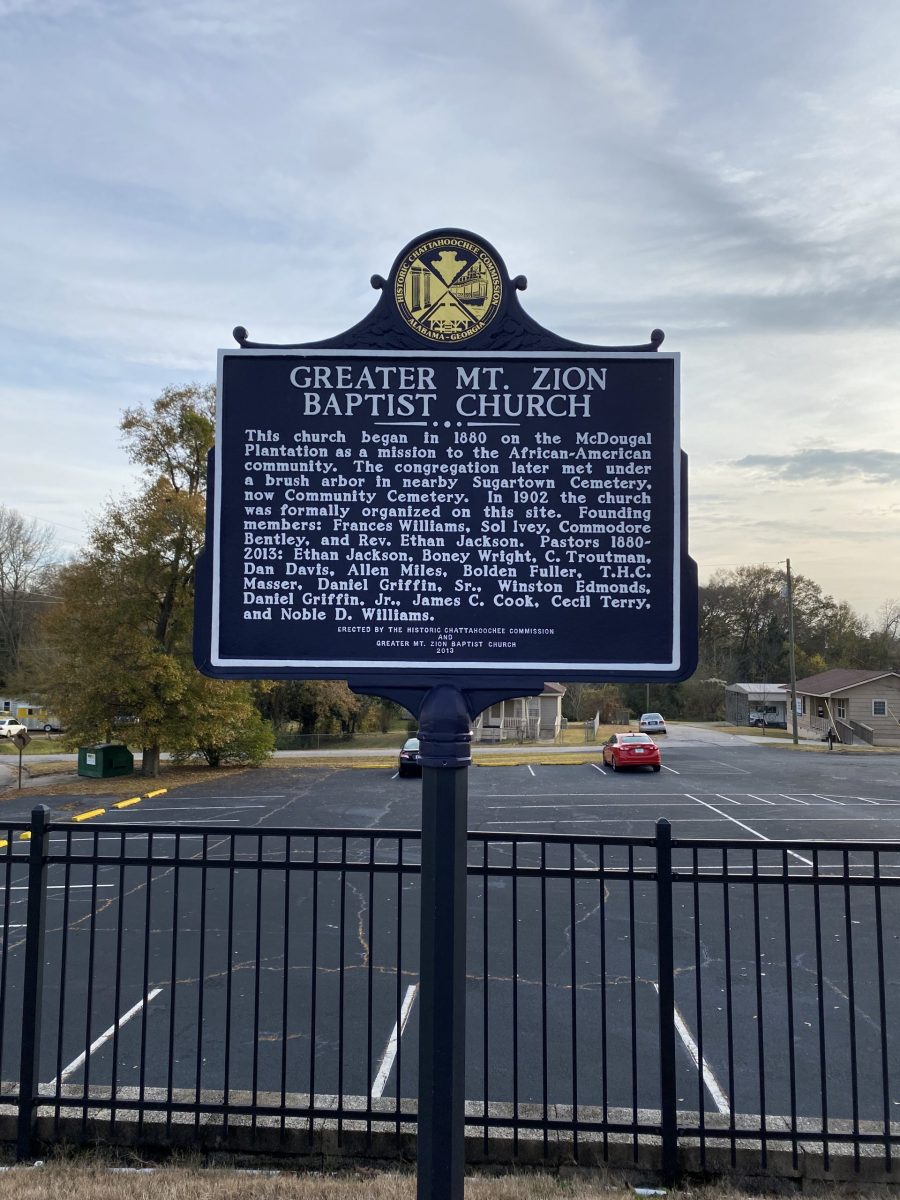 HISTORIC CHATTAHOOCHEE COMMISSION
ALABAMA-GEORGIA
GREATER MT. ZION
BAPTIST CHURCH
This church began in 1880 on the McDougal
Plantation as a mission to the African-American
community. The congregation later met under
a brush arbor in nearby Sugartown Cemetery,
now Community Cemetery. In 1902 the church
was formally organized on this site. Founding
members: Frances Williams, Sol Ivey, Commodore
Bentley, and Rev. Ethan Jackson. Pastors 1880-
2013: Ethan Jackson, Boney Wright, C. Troutman,
Dan Davis, Allen Miles, Bolden Fuller, T.H.C.
Masser, Daniel Griffin, Sr., Winston Edmonds,
Daniel Griffin, Jr., James C. Cook, Cecil Terry,
and Noble D. Williams.
ERECTED BY THE HISTORIC CHATTAHOOCHEE COMMISSION
AND
GREATER MT. ZION BAPTIST CHURCH
2013